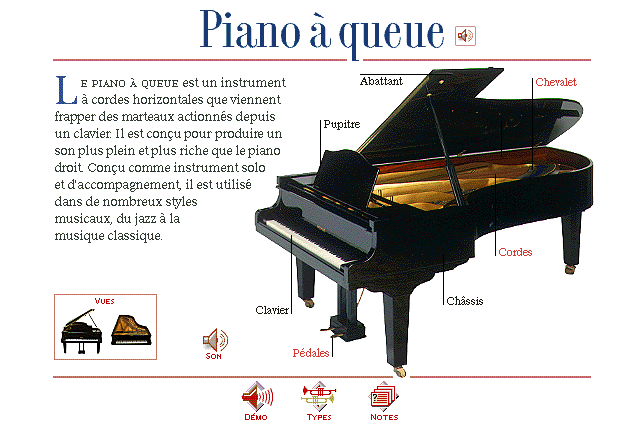 Piano à queue
LE PIANO À QUEUE est un instrument
à cordes horizontales que viennent
frapper des marteaux actionnés depuis
un clavier. Il est conçu pour produire un
son plus plein et plus riche que le piano
droit. Conçu comme instrument solo
et d'accompagnement, il est utilisé
dans de nombreux styles
musicaux, du jazz à la
musique classique.
Abattant
Chevalet
Pupitre
Cordes
Châssis
Clavier
Pédales
VUES
SON
DÉMO
TYPES
NOTES